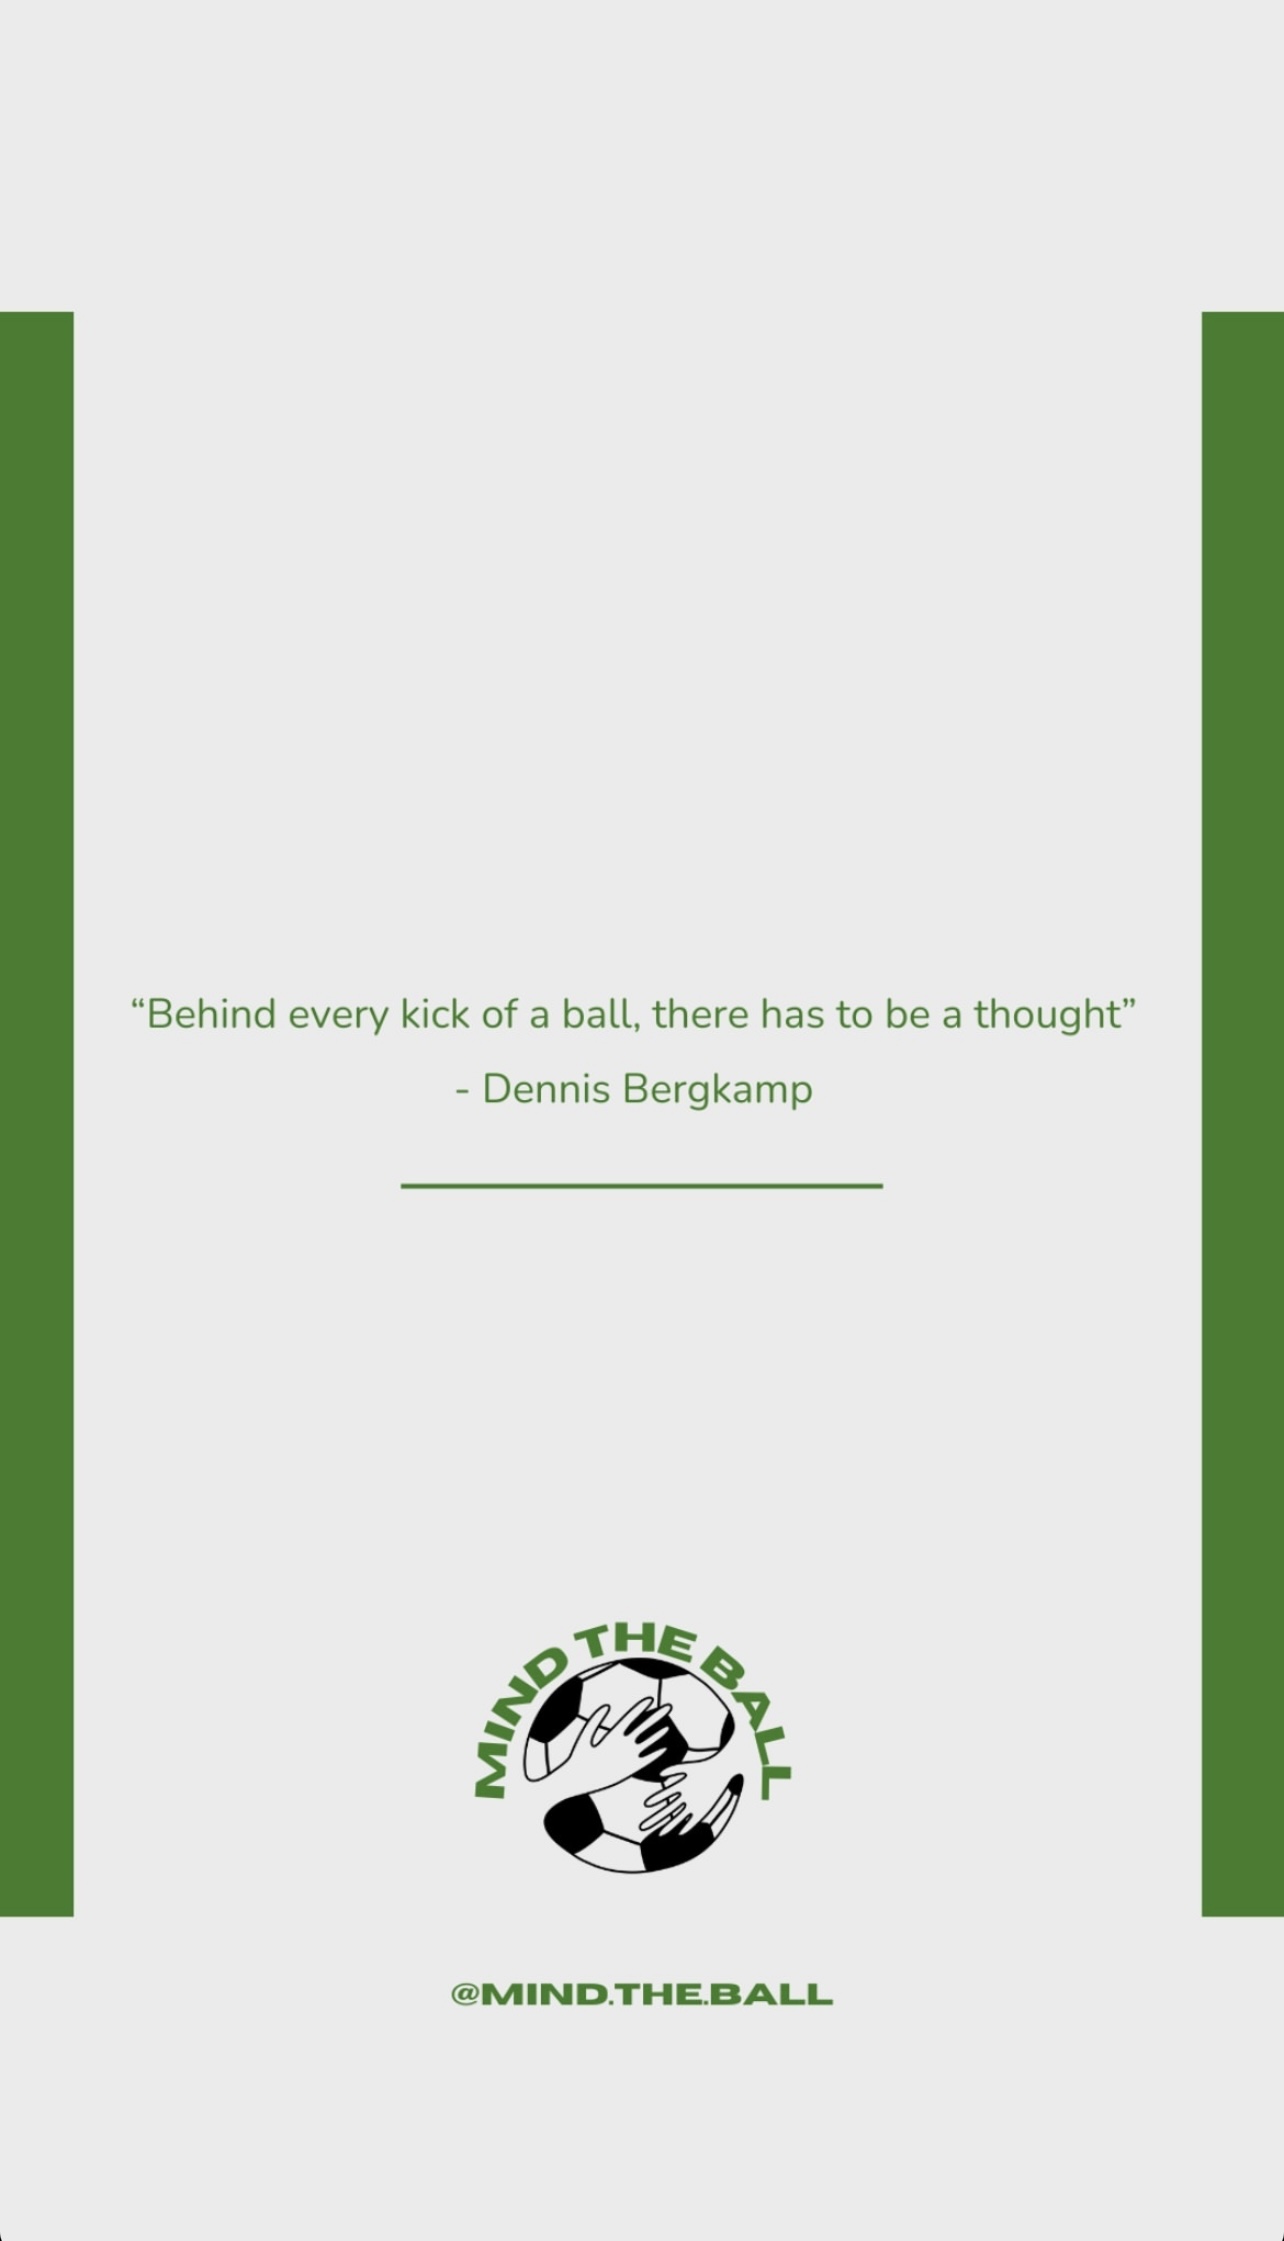 “Behind every kick of a ball, there has to be a thought”
- Dennis Bergkamp
MIND THE BALL
@MIND.THE.BALL